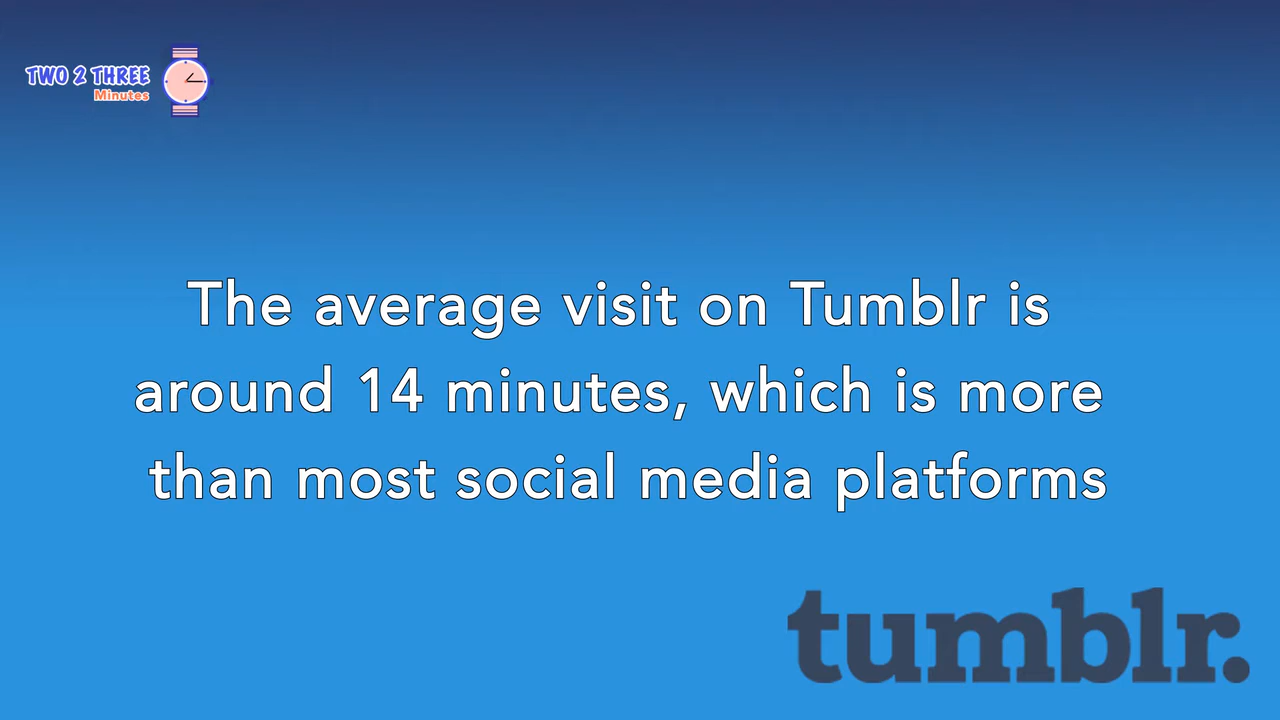 TWO 2 THREE
Minutes
The average visit on Tumblr is
around 14 minutes, which is more
than most social media platforms
tumblr.